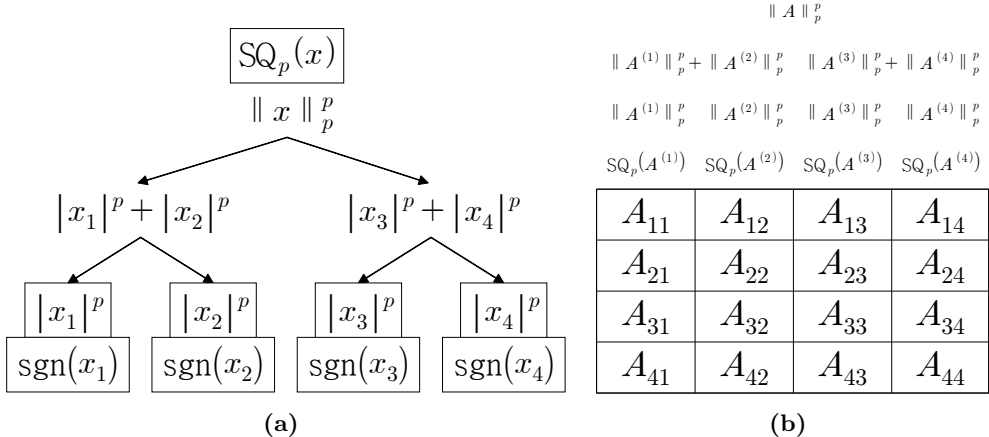 SQ_p(x)
∥ x ∥_p^p
|x_1|^p + |x_2|^p |x_3|^p + |x_4|^p
|x_1|^p |x_2|^p |x_3|^p |x_4|^p
sgn(x_1) sgn(x_2) sgn(x_3) sgn(x_4)
(a)
∥ A ∥_p^p
∥ A^(1) ∥_p^p + ∥ A^(2) ∥_p^p ∥ A^(3) ∥_p^p + ∥ A^(4) ∥_p^p
∥ A^(1) ∥_p^p ∥ A^(2) ∥_p^p ∥ A^(3) ∥_p^p ∥ A^(4) ∥_p^p
SQ_p(A^(1)) SQ_p(A^(2)) SQ_p(A^(3)) SQ_p(A^(4))
A_11 A_12 A_13 A_14
A_21 A_22 A_23 A_24
A_31 A_32 A_33 A_34
A_41 A_42 A_43 A_44
(b)